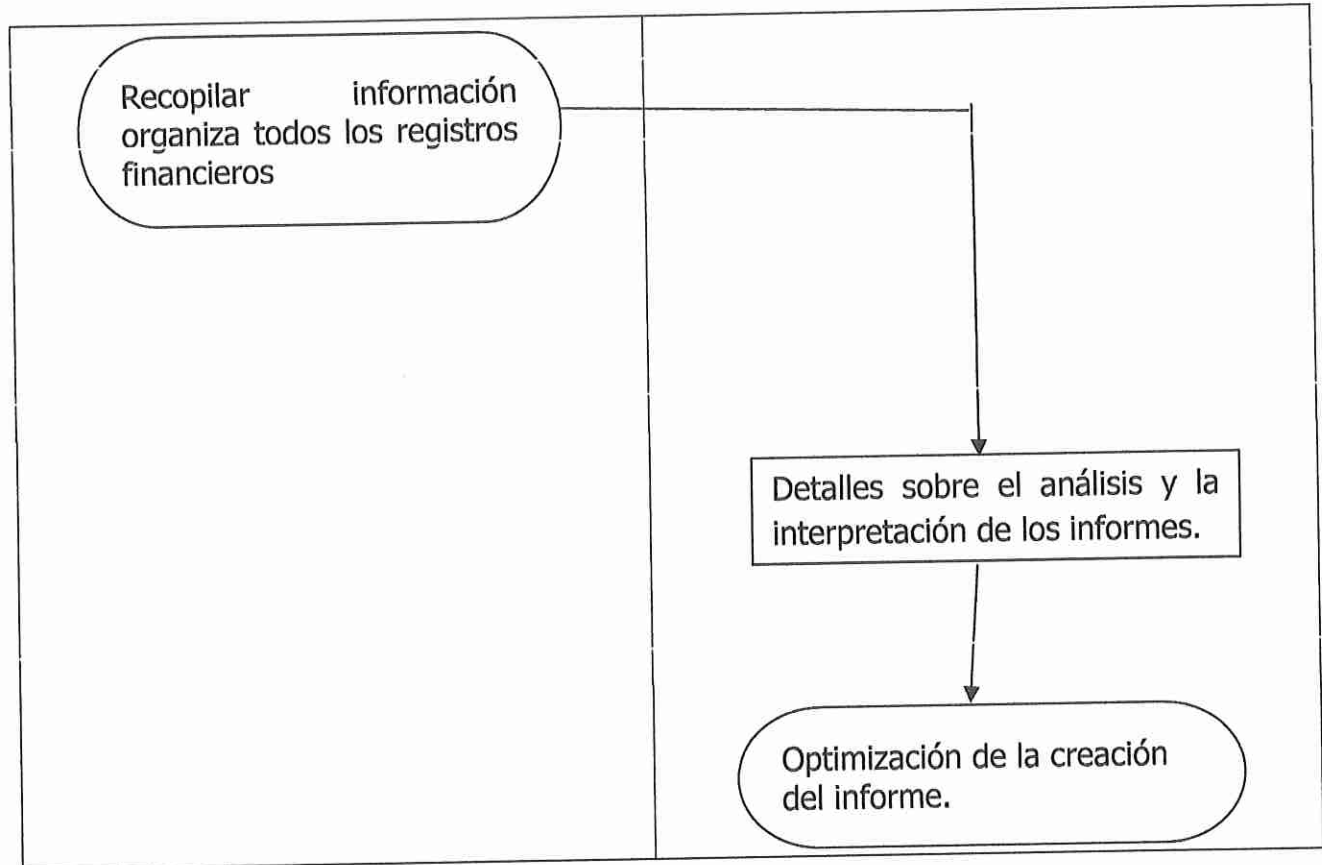 Recopilar información
organiza todos los registros
financieros
Detalles sobre el análisis y la
interpretación de los informes.
Optimización de la creación
del informe.